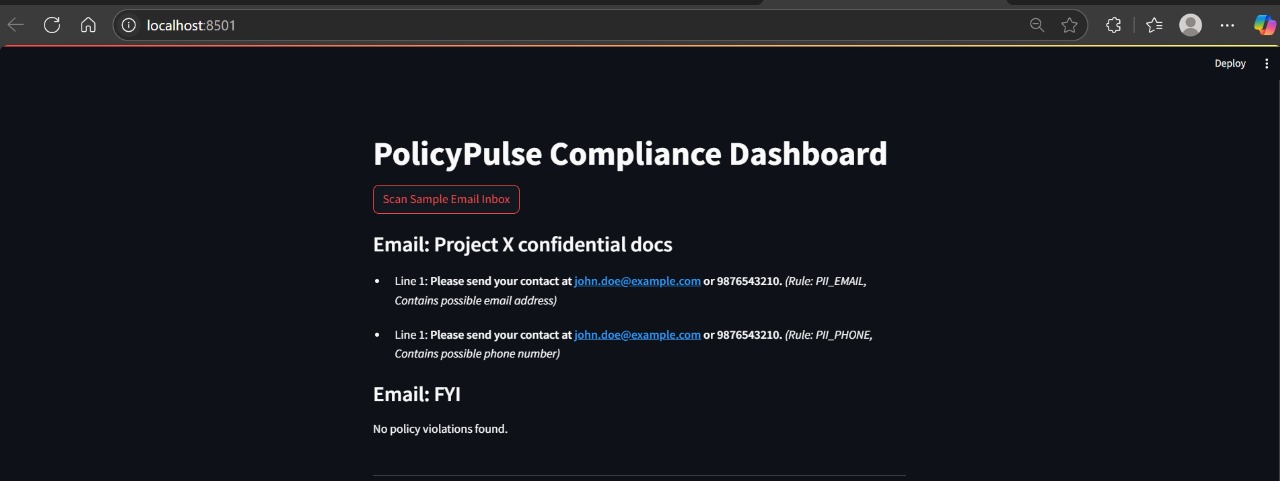 localhost:8501
Deploy
PolicyPulse Compliance Dashboard
Scan Sample Email Inbox
Email: Project X confidential docs
• Line 1: Please send your contact at john.doe@example.com or 9876543210. (Rule: PII_EMAIL,
Contains possible email address)
• Line 1: Please send your contact at john.doe@example.com or 9876543210. (Rule: PII_PHONE,
Contains possible phone number)
Email: FYI
No policy violations found.